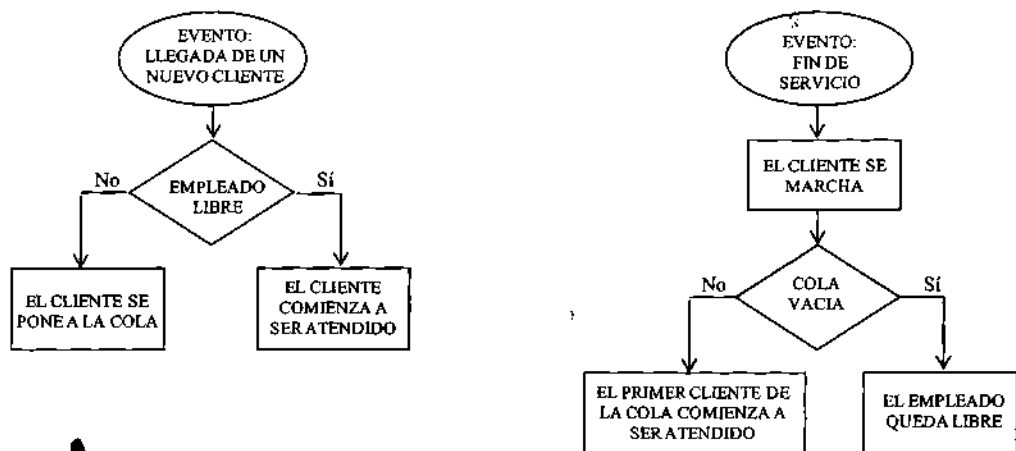 EVENTO:
LLEGADA DE UN
NUEVO CLIENTE
No
Sí
EMPLEADO
LIBRE
EL CLIENTE SE
PONE A LA COLA
EL CLIENTE
COMIENZA A
SER ATENDIDO
EVENTO:
FIN DE
SERVICIO
EL CLIENTE SE
MARCHA
No
Sí
COLA
VACIA
EL PRIMER CLIENTE DE
LA COLA COMIENZA A
SER ATENDIDO
EL EMPLEADO
QUEDA LIBRE